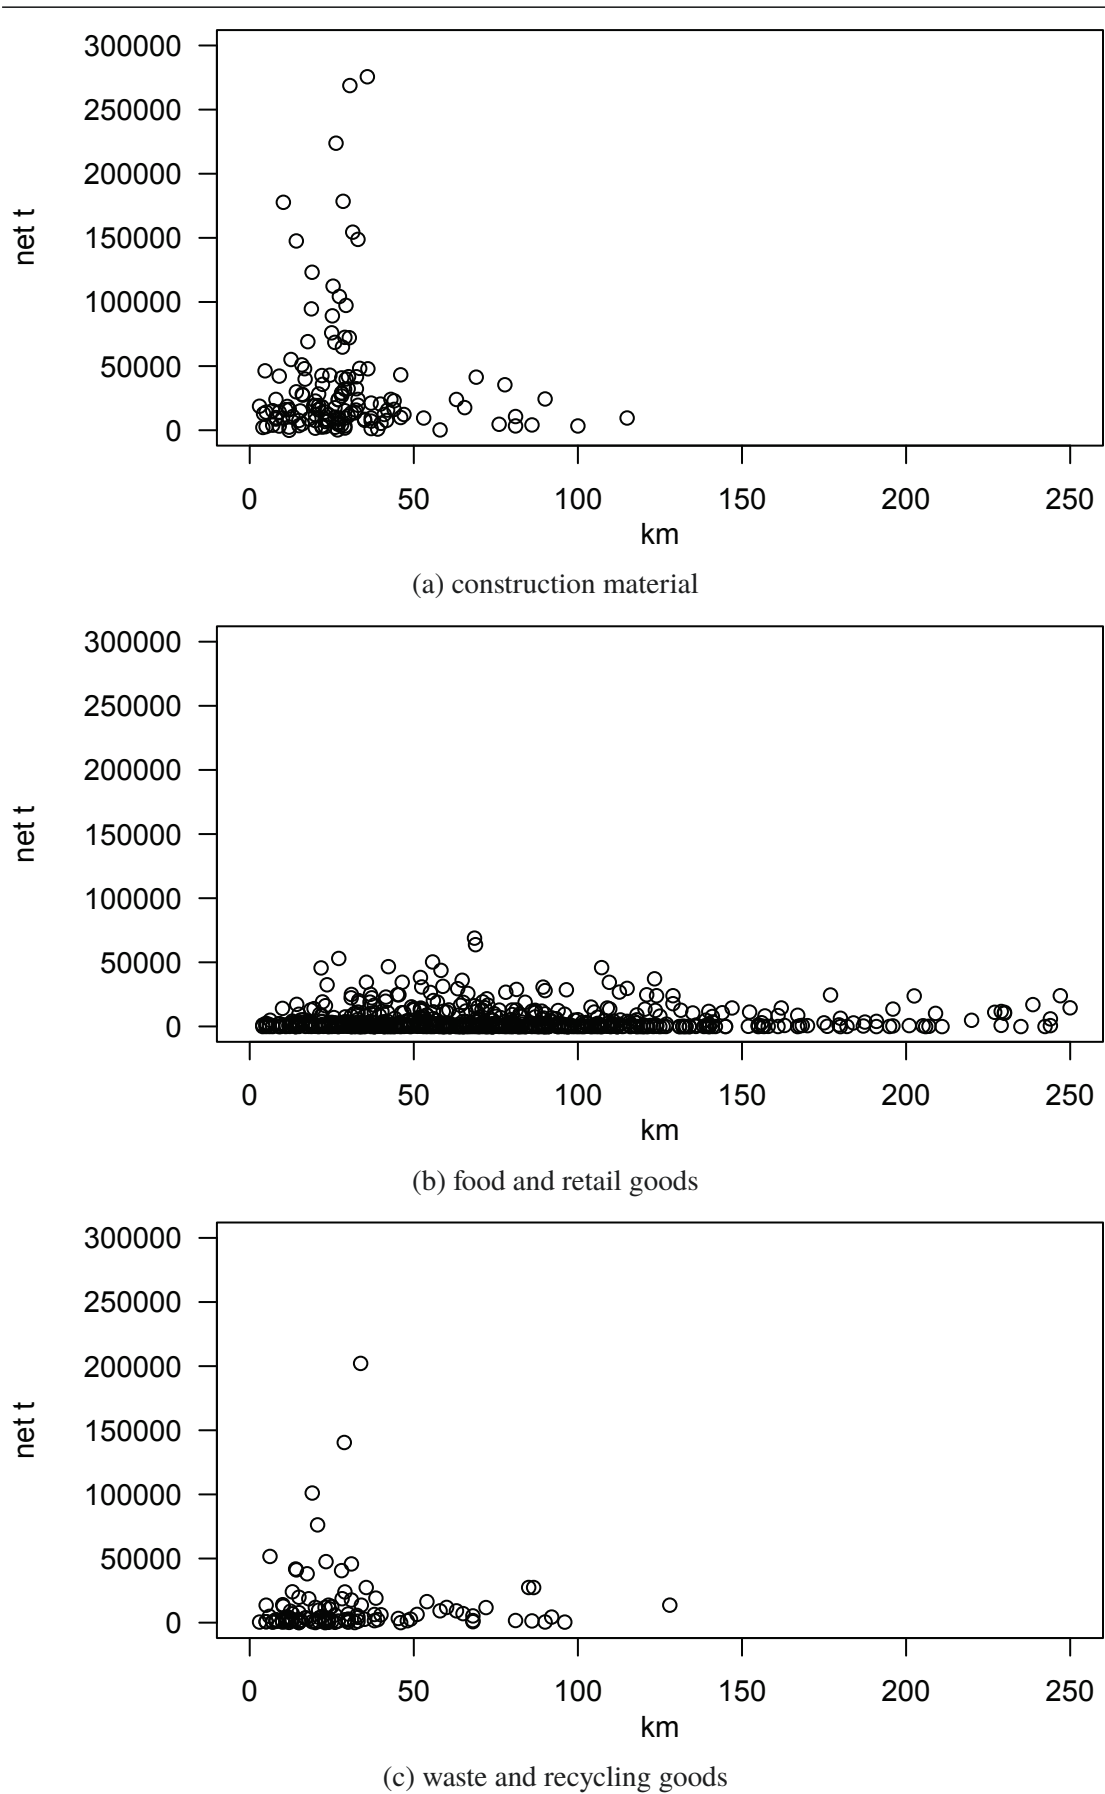 300000
250000
200000
150000
100000
50000
0
net t
0 50 100 150 200 250
km
(a) construction material
300000
250000
200000
150000
100000
50000
0
net t
0 50 100 150 200 250
km
(b) food and retail goods
300000
250000
200000
150000
100000
50000
0
net t
0 50 100 150 200 250
km
(c) waste and recycling goods